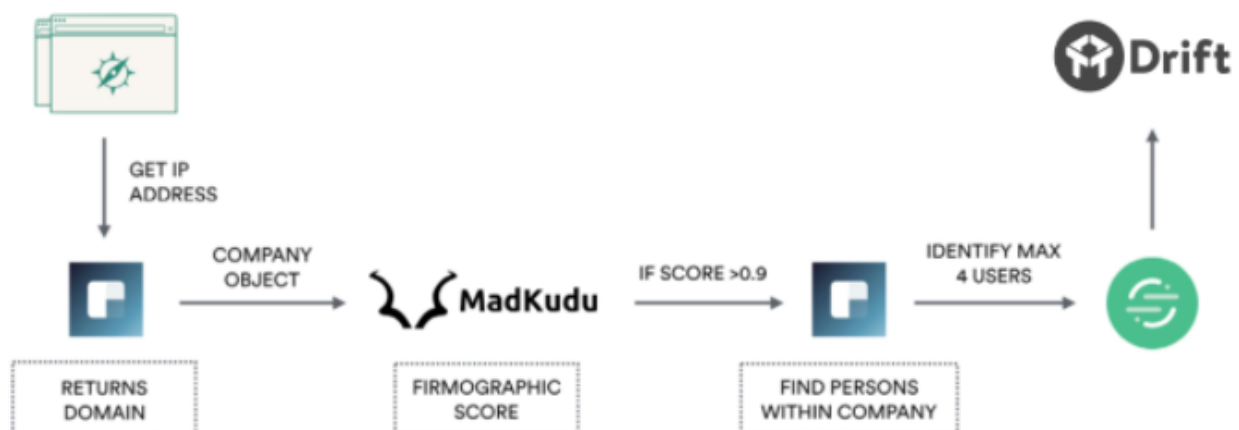 Drift
GET IP
ADDRESS
COMPANY
OBJECT
IDENTIFY MAX
4 USERS
IF SCORE >0.9
MadKudu
RETURNS
DOMAIN
FIRMOGRAPHIC
SCORE
FIND PERSONS
WITHIN COMPANY